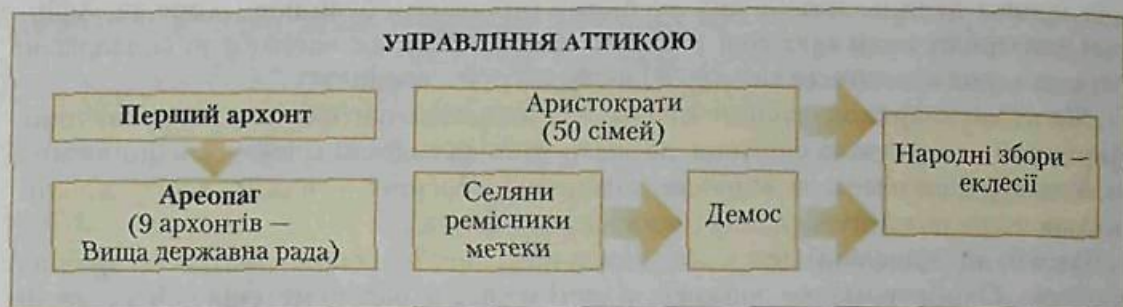 УПРАВЛІННЯ АТТИКОЮ
Перший архонт
Ареопаг
(9 архонтів –
Вища державна рада)
Аристократи
(50 сімей)
Селяни
ремісники
метеки
Демос
Народні збори –
еклесії